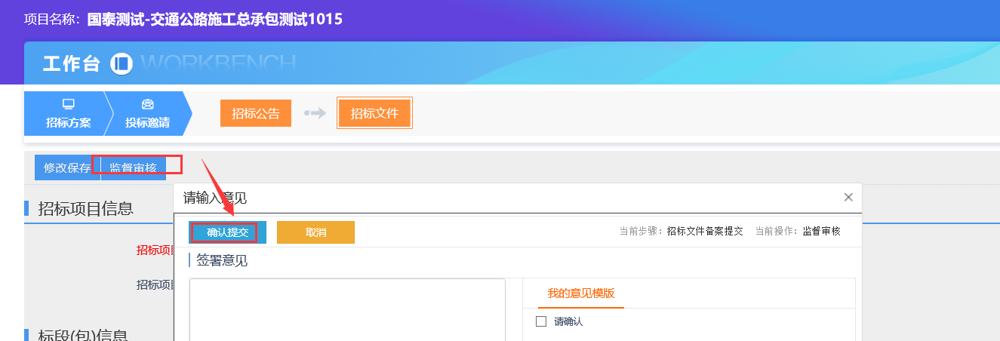 项目名称：国泰测试-交通公路施工总承包测试1015
工作台 WORKBENCH
招标方案 投标邀请 招标公告 招标文件
修改保存 监督审核
请输入意见
招标项目信息
确认提交 取消 当前步骤：招标文件备案提交 当前操作：监督审核
招标项目
签署意见
招标项目
我的意见模版
请确认
标段(包)信息